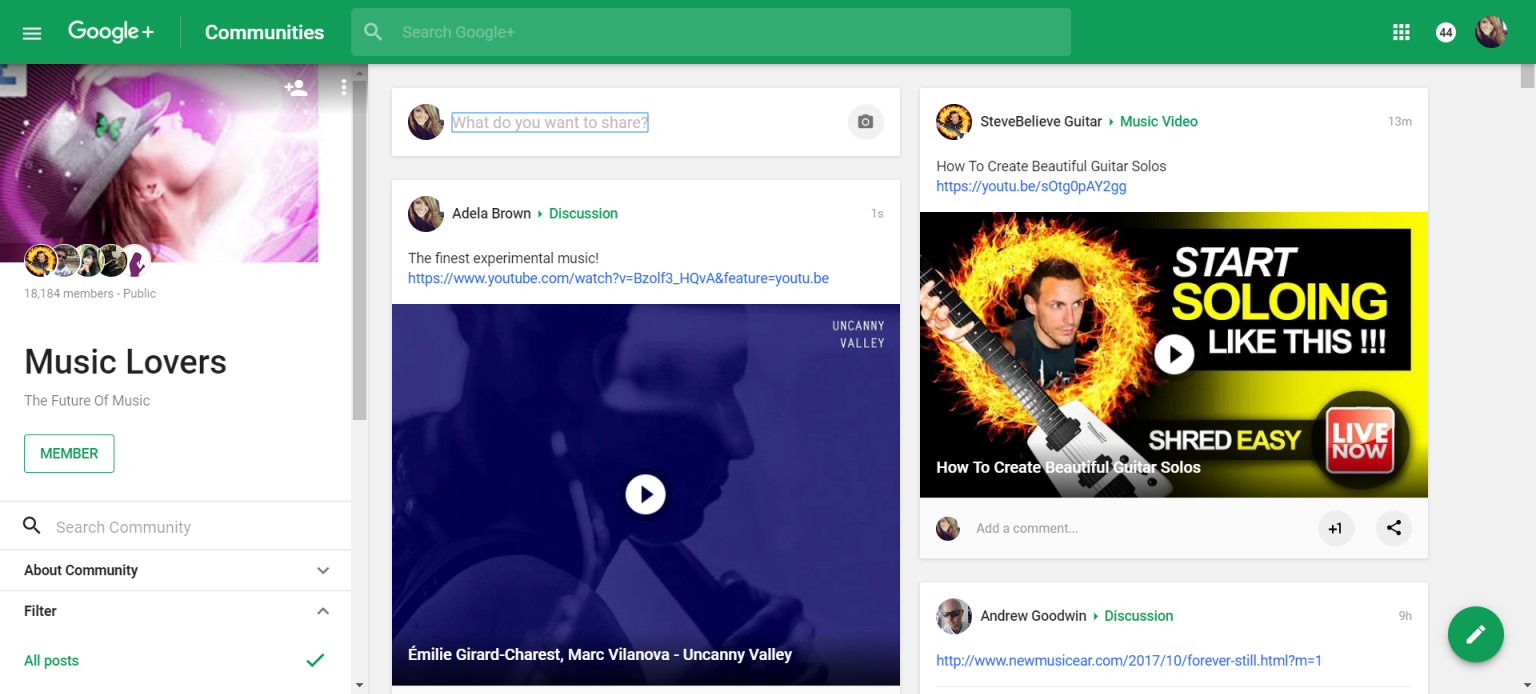 Google+
Communities
Search Google+
44
18,184 members - Public
Music Lovers
The Future Of Music
MEMBER
Search Community
About Community
Filter
All posts
What do you want to share?
Adela Brown
Discussion
1s
The finest experimental music!
https://www.youtube.com/watch?v=Bzolf3_HQvA&feature=youtu.be
UNCANNY
VALLEY
Émilie Girard-Charest, Marc Vilanova - Uncanny Valley
SteveBelieve Guitar
Music Video
13m
How To Create Beautiful Guitar Solos
https://youtu.be/sOtg0pAY2gg
START
SOLOING
LIKE THIS !!!
SHRED EASY
LIVE
NOW
How To Create Beautiful Guitar Solos
Add a comment...
+1
Andrew Goodwin
Discussion
9h
http://www.newmusicear.com/2017/10/forever-still.html?m=1